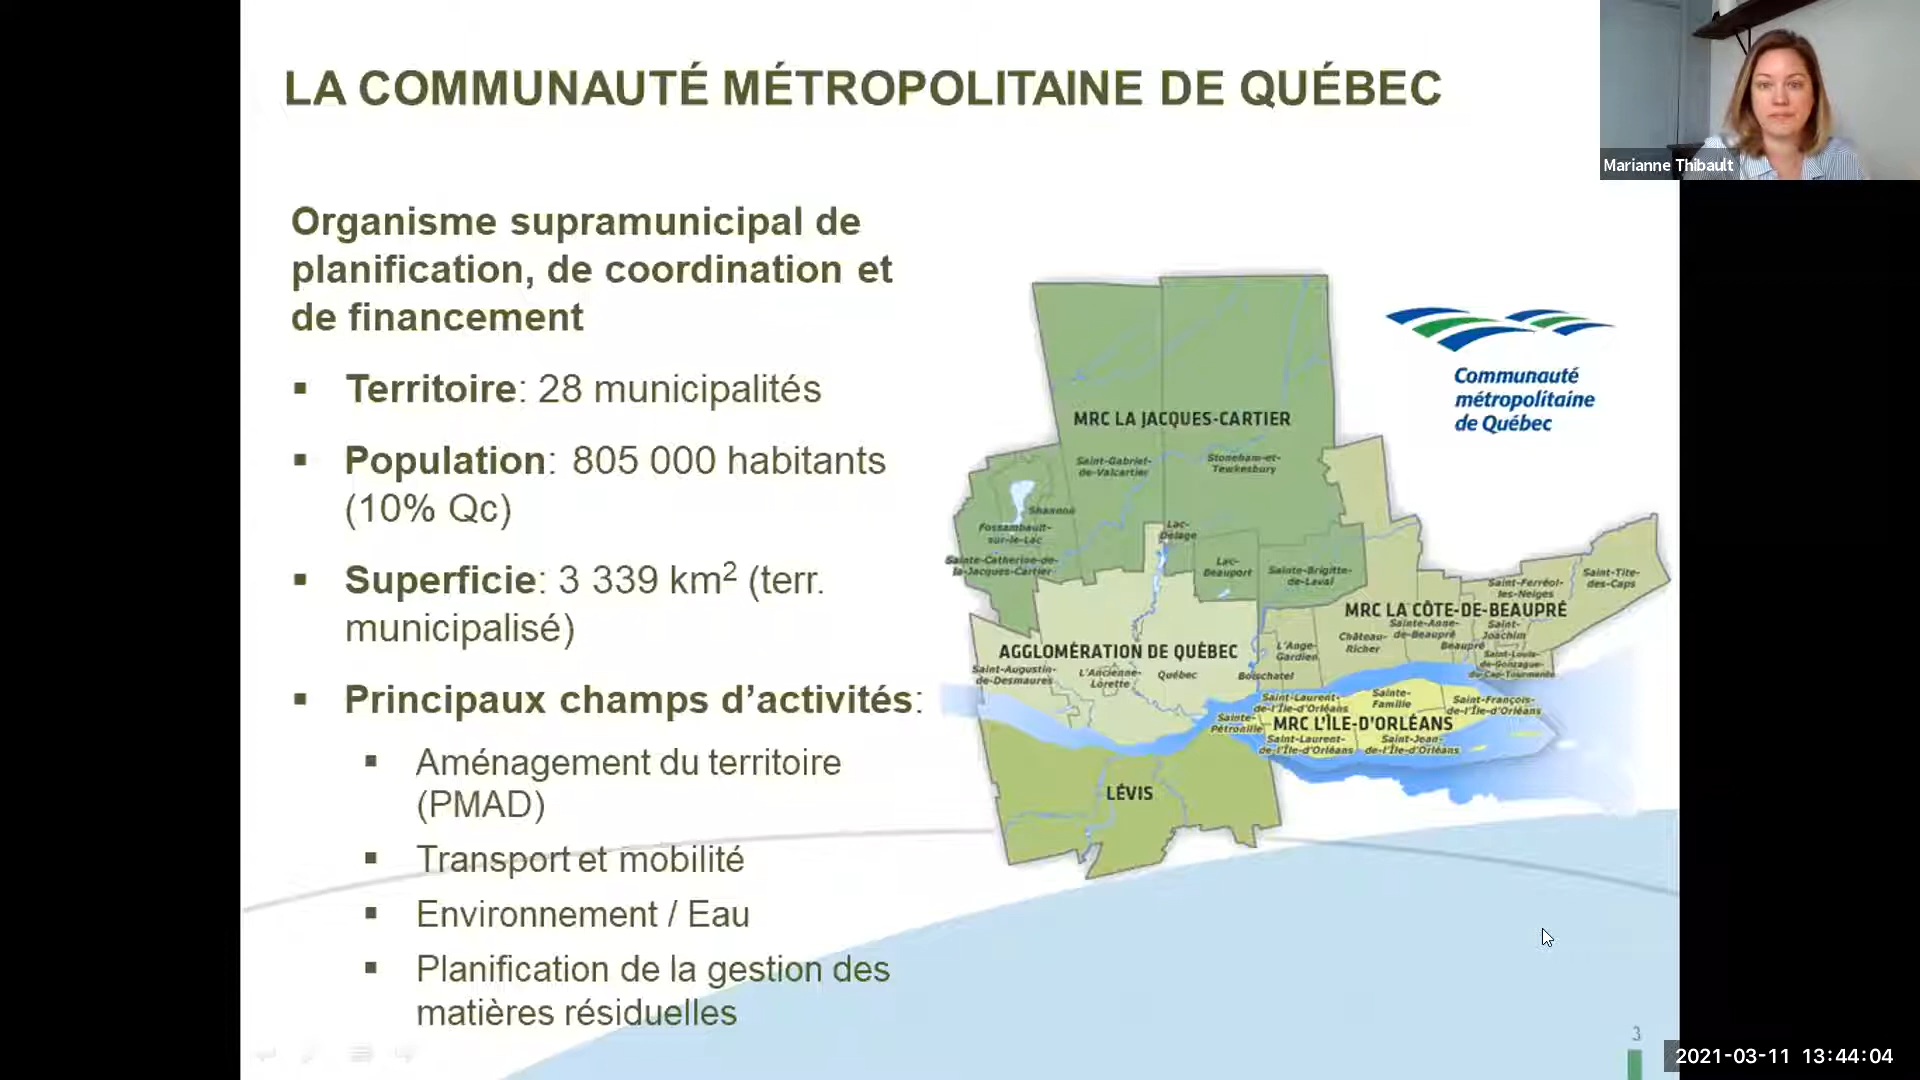 LA COMMUNAUTÉ MÉTROPOLITAINE DE QUÉBEC
Marianne Thibault
Organisme supramunicipal de
planification, de coordination et
de financement
▪ Territoire: 28 municipalités
▪ Population: 805 000 habitants
(10% Qc)
▪ Superficie: 3 339 km² (terr.
municipalisé)
▪ Principaux champs d’activités:
▪ Aménagement du territoire
(PMAD)
▪ Transport et mobilité
▪ Environnement / Eau
▪ Planification de la gestion des
matières résiduelles
Communauté
métropolitaine
de Québec
MRC LA JACQUES-CARTIER
Saint-Gabriel-
de-Valcartier
Stoneham-et-
Tewkesbury
Shannon
Fossambault-
sur-le-Lac
Sainte-Catherine-de-
la-Jacques-Cartier
Lac-
Delage
Lac-
Beauport
Sainte-Brigitte-
de-Laval
Saint-Ferréol-
les-Neiges
Saint-Tite-
des-Caps
MRC LA CÔTE-DE-BEAUPRÉ
Sainte-Anne-
de-Beaupré
Saint-
Joachim
Château-
Richer
Beaupré
L'Ange-
Gardien
Saint-Louis-
de-Gonzague-
du-Cap-Tourmente
AGGLOMÉRATION DE QUÉBEC
Saint-Augustin-
de-Desmaures
L'Ancienne-
Lorette
Québec
Boischatel
Saint-Laurent-
de-l'Île-d'Orléans
Sainte-
Famille
Saint-François-
de-l'Île-d'Orléans
Sainte-
Pétronille
MRC L'ÎLE-D'ORLÉANS
Saint-Laurent-
de-l'Île-d'Orléans
Saint-Jean-
de-l'Île-d'Orléans
LÉVIS
3
2021-03-11 13:44:04